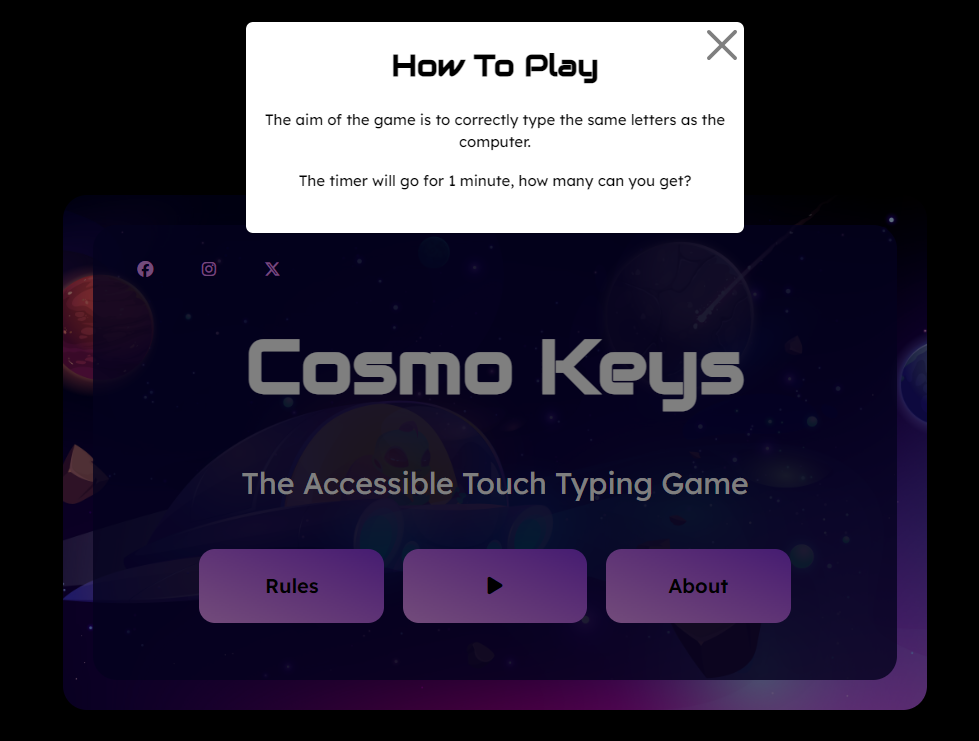 How To Play
The aim of the game is to correctly type the same letters as the
computer.
The timer will go for 1 minute, how many can you get?
Cosmo Keys
The Accessible Touch Typing Game
Rules
About